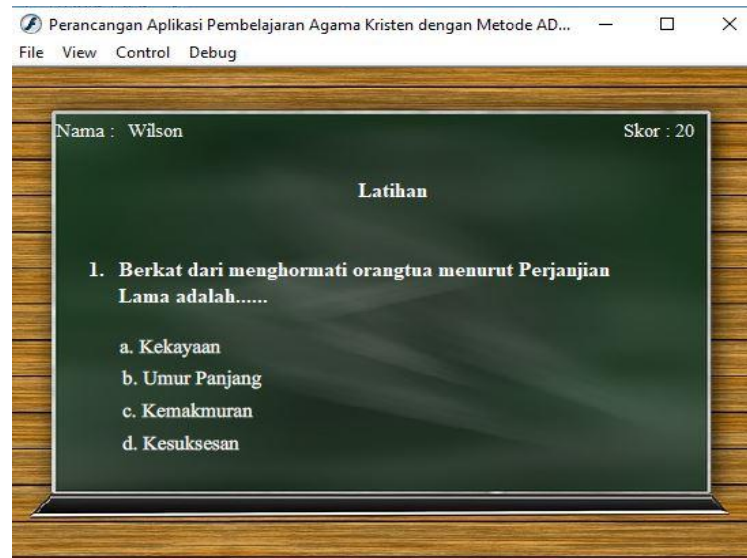 Perancangan Aplikasi Pembelajaran Agama Kristen dengan Metode AD...
File View Control Debug
Nama : Wilson Skor : 20
Latihan
1. Berkat dari menghormati orangtua menurut Perjanjian
Lama adalah......
a. Kekayaan
b. Umur Panjang
c. Kemakmuran
d. Kesuksesan